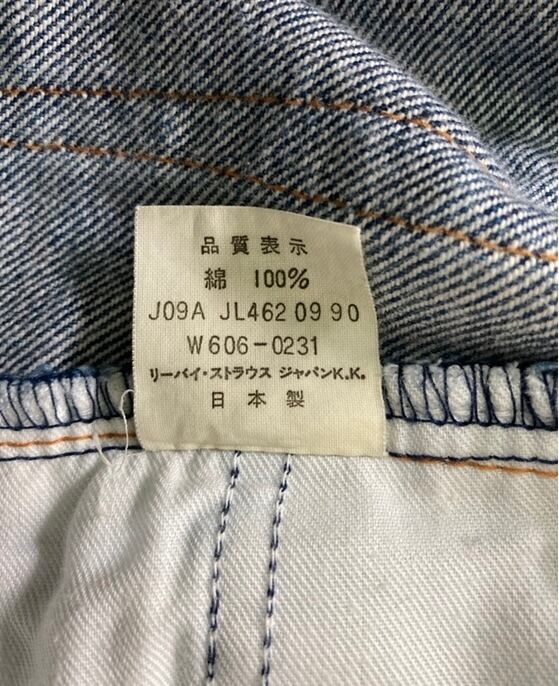 品質表示
綿 100%
J09A JL462 09 90
W606-0231
リーバイ・ストラウス ジャパンK.K.
日本製